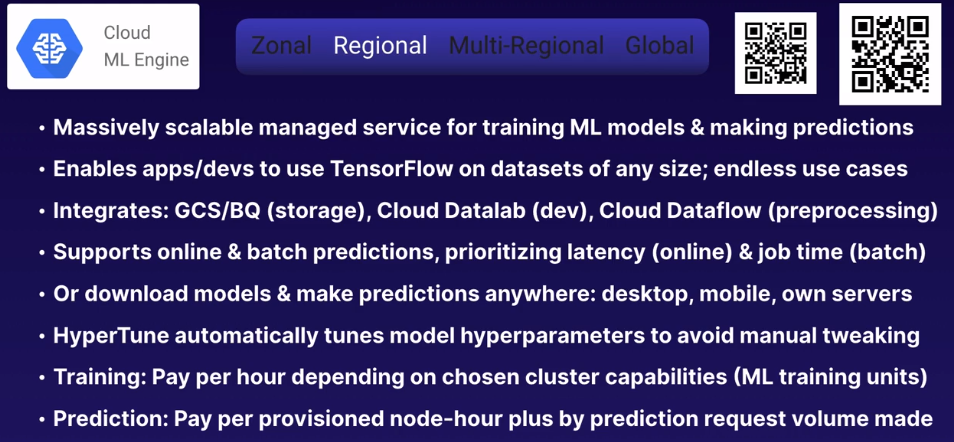 Cloud
ML Engine
Zonal Regional Multi-Regional Global
• Massively scalable managed service for training ML models & making predictions
• Enables apps/devs to use TensorFlow on datasets of any size; endless use cases
• Integrates: GCS/BQ (storage), Cloud Datalab (dev), Cloud Dataflow (preprocessing)
• Supports online & batch predictions, prioritizing latency (online) & job time (batch)
• Or download models & make predictions anywhere: desktop, mobile, own servers
• HyperTune automatically tunes model hyperparameters to avoid manual tweaking
• Training: Pay per hour depending on chosen cluster capabilities (ML training units)
• Prediction: Pay per provisioned node-hour plus by prediction request volume made